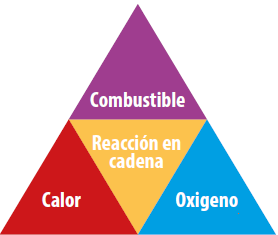 Combustible
Reacción en
cadena
Calor
Oxigeno